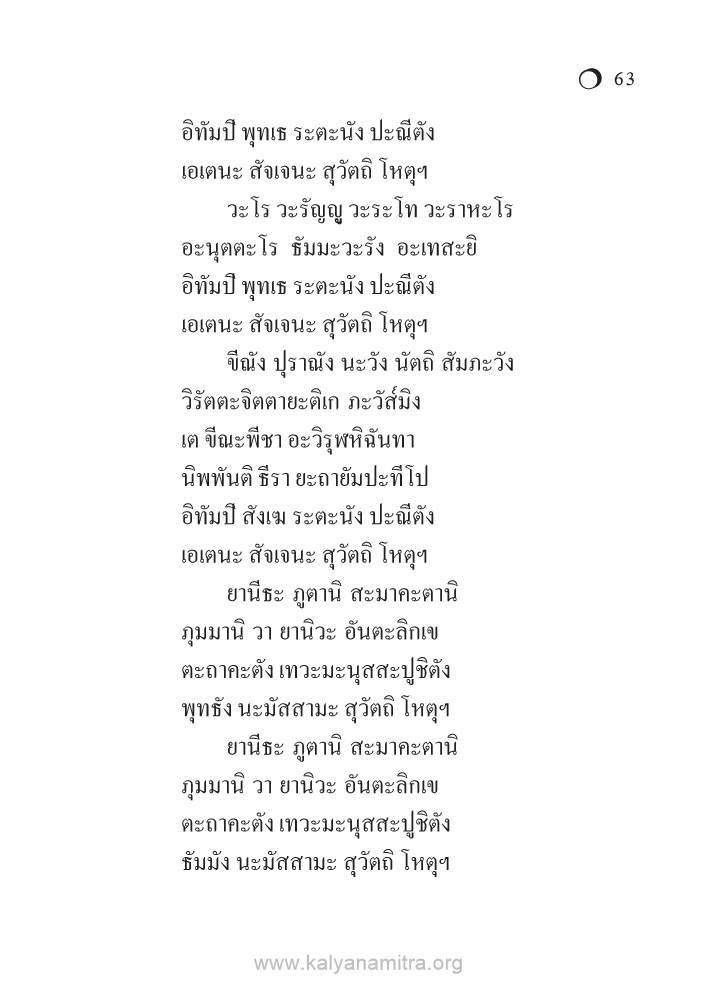 63
อิทัมปิ พุทเธ ระตะนัง ปะณีตัง
เอเตนะ สัจเจนะ สุวัตถิ โหตุฯ
วะโร วะรัญญู วะระโท วะราหะโร
อะนุตตะโร ธัมมะวะรัง อะเทสะยิ
อิทัมปิ พุทเธ ระตะนัง ปะณีตัง
เอเตนะ สัจเจนะ สุวัตถิ โหตุฯ
ขีณัง ปุราณัง นะวัง นัตถิ สัมภะวัง
วิรัตตะจิตตายะติเก ภะวัส์มิง
เต ขีณะพีชา อะวิรุฬหิฉันทา
นิพพันติ ธีรา ยะถายัมปะทีโป
อิทัมปิ สังเฆ ระตะนัง ปะณีตัง
เอเตนะ สัจเจนะ สุวัตถิ โหตุฯ
ยานีธะ ภูตานิ สะมาคะตานิ
ภุมมานิ วา ยานิวะ อันตะลิกเข
ตะถาคะตัง เทวะมะนุสสะปูชิตัง
พุทธัง นะมัสสามะ สุวัตถิ โหตุฯ
ยานีธะ ภูตานิ สะมาคะตานิ
ภุมมานิ วา ยานิวะ อันตะลิกเข
ตะถาคะตัง เทวะมะนุสสะปูชิตัง
ธัมมัง นะมัสสามะ สุวัตถิ โหตุฯ
www.kalyanamitra.org